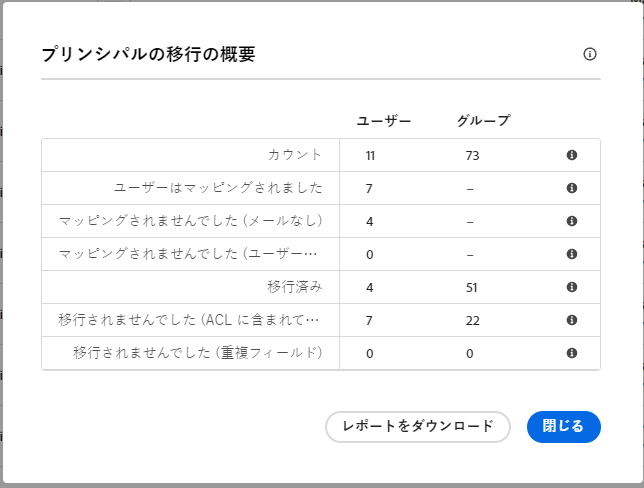 プリンシパルの移行の概要
ユーザー グループ
カウント 11 73
ユーザーはマッピングされました 7 –
マッピングされませんでした (メールなし) 4 –
マッピングされませんでした (ユーザー… 0 –
移行済み 4 51
移行されませんでした (ACL に含まれて… 7 22
移行されませんでした (重複フィールド) 0 0
レポートをダウンロード 閉じる